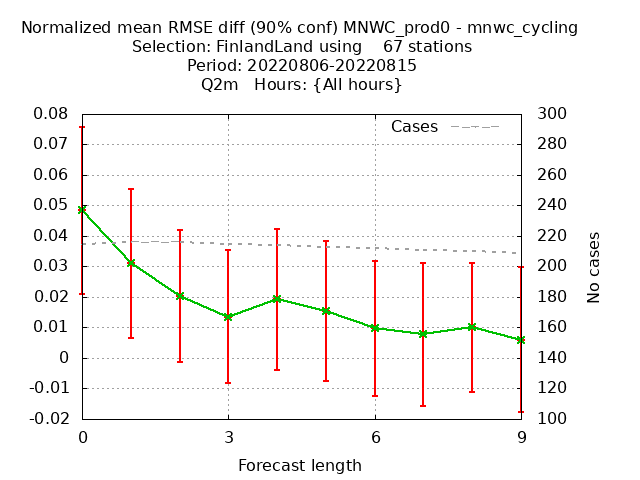 Normalized mean RMSE diff (90% conf) MNWC_prod0 - mnwc_cycling
Selection: FinlandLand using 67 stations
Period: 20220806-20220815
Q2m Hours: {All hours}
0.08
0.07
0.06
0.05
0.04
0.03
0.02
0.01
0
-0.01
-0.02
Cases
300
280
260
240
220
200
180
160
140
120
100
No cases
0 3 6 9
Forecast length